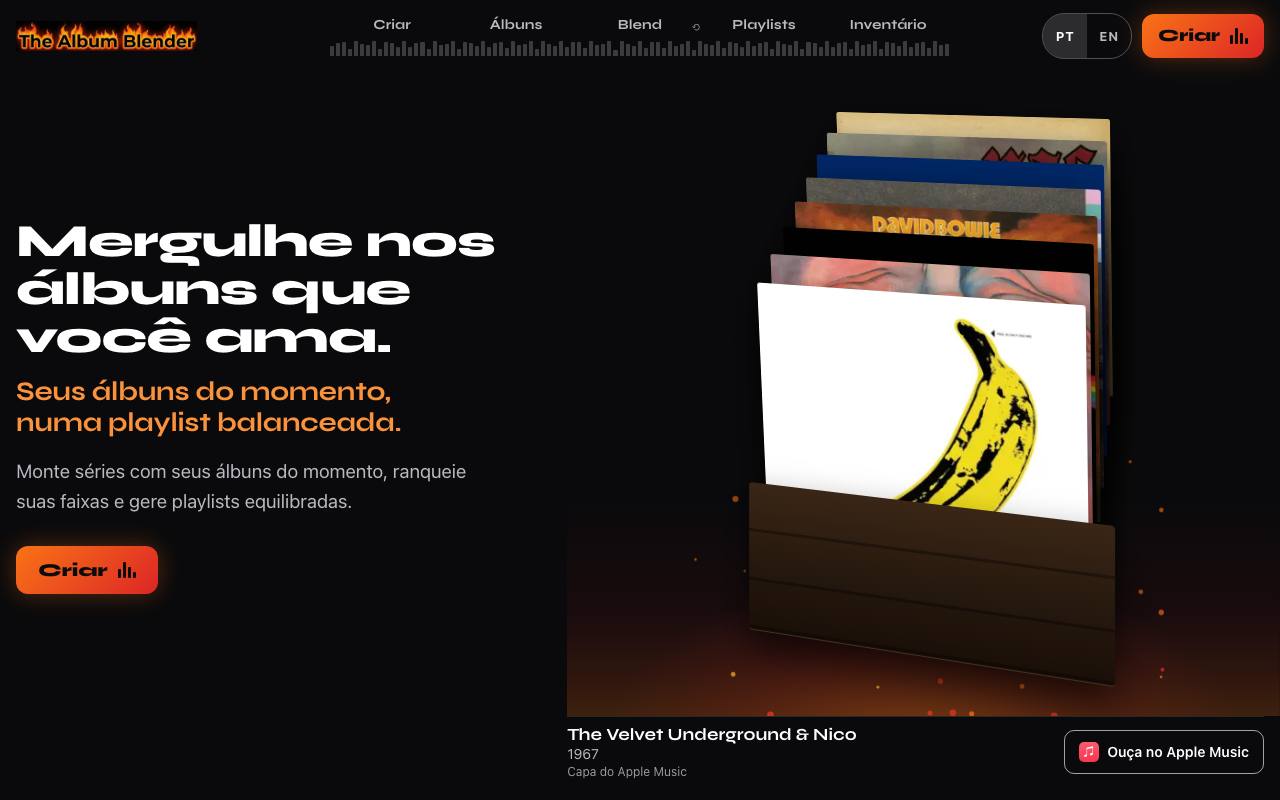 The Album Blender
Criar
Álbuns
Blend
Playlists
Inventário
PT
EN
Criar
Mergulhe nos
álbuns que
você ama.
Seus álbuns do momento,
numa playlist balanceada.
Monte séries com seus álbuns do momento, ranqueie
suas faixas e gere playlists equilibradas.
Criar
DAVID BOWIE
The Velvet Underground & Nico
1967
Capa do Apple Music
Ouça no Apple Music